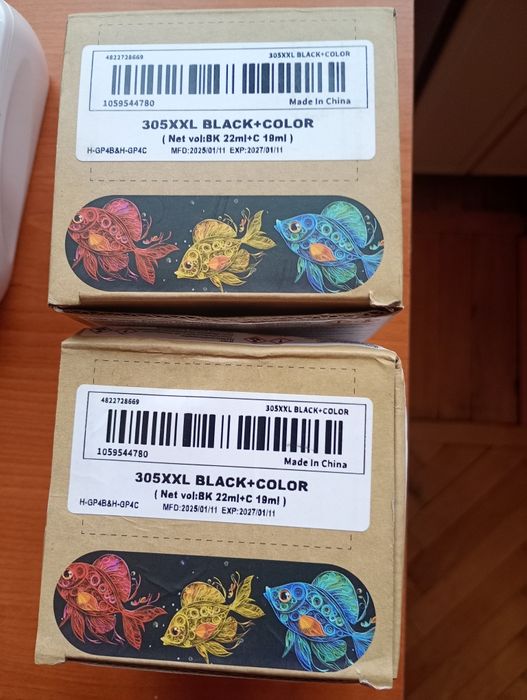 4822728669 305XXL BLACK+COLOR
1059544780 Made In China
305XXL BLACK+COLOR
( Net vol:BK 22ml+C 19ml )
H-GP4B&H-GP4C MFD:2025/01/11 EXP:2027/01/11
4822728669 305XXL BLACK+COLOR
1059544780 Made In China
305XXL BLACK+COLOR
( Net vol:BK 22ml+C 19ml )
H-GP4B&H-GP4C MFD:2025/01/11 EXP:2027/01/11